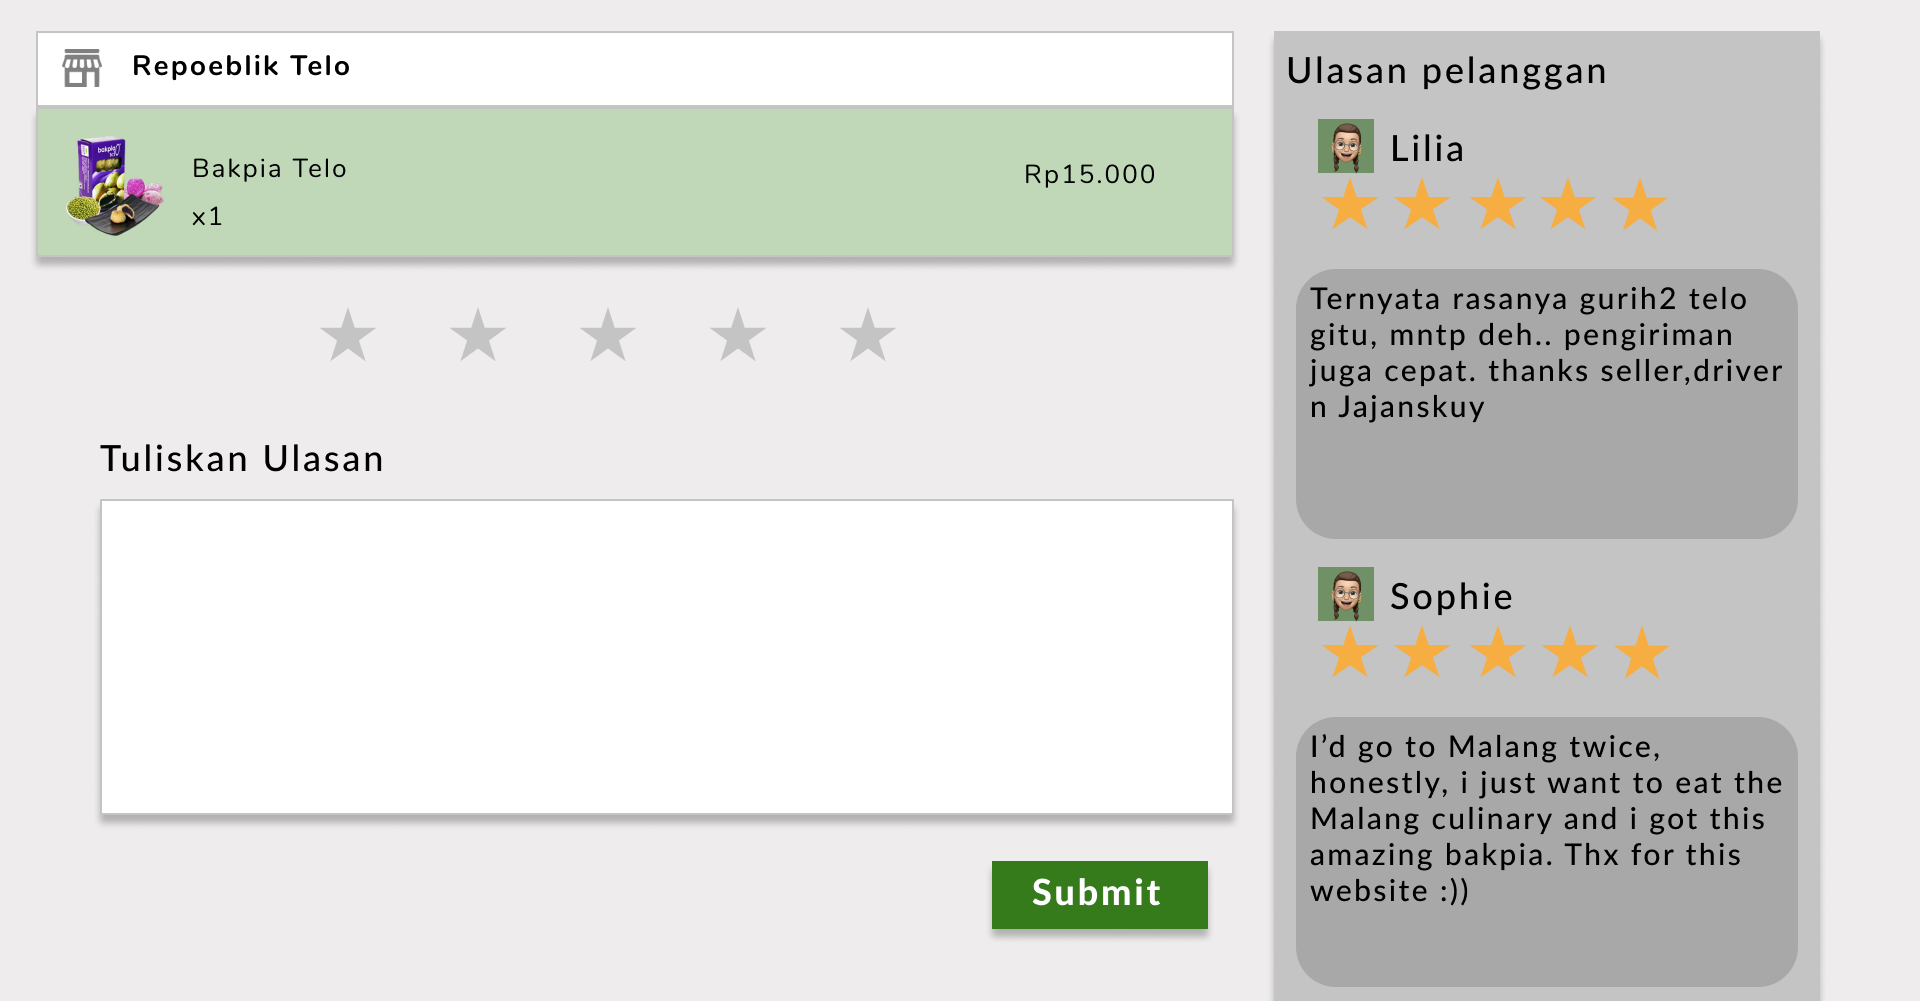 Repoeblik Telo
bakpia
Bakpia Telo
x1
Rp15.000
Tuliskan Ulasan
Submit
Ulasan pelanggan
Lilia
Ternyata rasanya gurih2 telo
gitu, mntp deh.. pengiriman
juga cepat. thanks seller,driver
n Jajanskuy
Sophie
I’d go to Malang twice,
honestly, i just want to eat the
Malang culinary and i got this
amazing bakpia. Thx for this
website :))